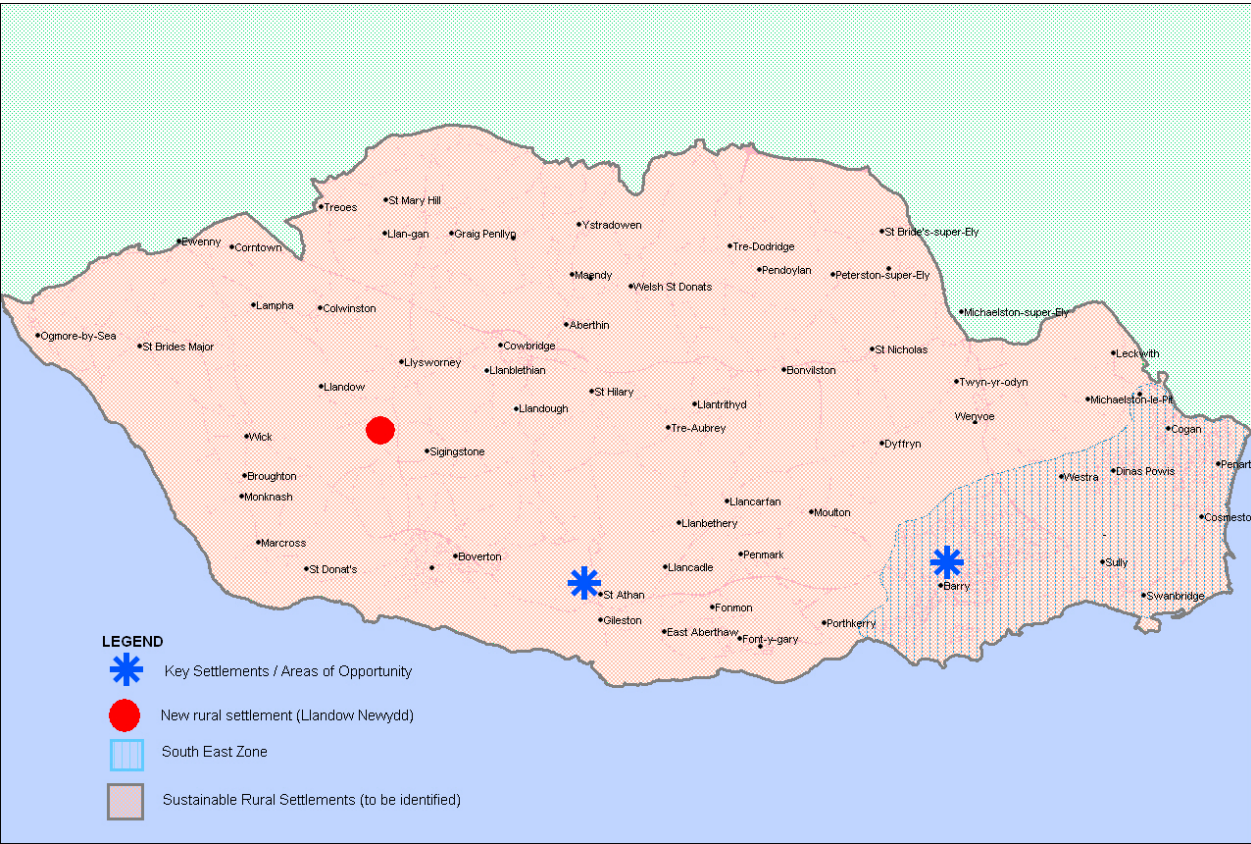 St Mary Hill
Treoes
Ystradowen
St Bride's-super-Ely
Llan-gan
Graig Penllyn
Ewenny
Corntown
Tre-Dodridge
Pendoylan
Peterston-super-Ely
Maendy
Welsh St Donats
Lampha
Colwinston
Michaelston-super-Ely
Aberthin
Ogmore-by-Sea
St Brides Major
Cowbridge
St Nicholas
Leckwith
Llysworney
Llanblethian
Bonvilston
Llandow
St Hilary
Twyn-yr-odyn
Michaelston-le-Pit
Llandough
Llantrithyd
Wenvoe
Tre-Aubrey
Cogan
Wick
Dyffryn
Sigingstone
Penart
Broughton
Westra
Dinas Powis
Monknash
Llancarfan
Moulton
Cosmesto
Llanbethery
Marcross
Boverton
Penmark
St Donat's
Llancadle
Sully
Barry
St Athan
Swanbridge
Fonmon
Gileston
Porthkerry
East Aberthaw
Font-y-gary
LEGEND
Key Settlements / Areas of Opportunity
New rural settlement (Llandow Newydd)
South East Zone
Sustainable Rural Settlements (to be identified)